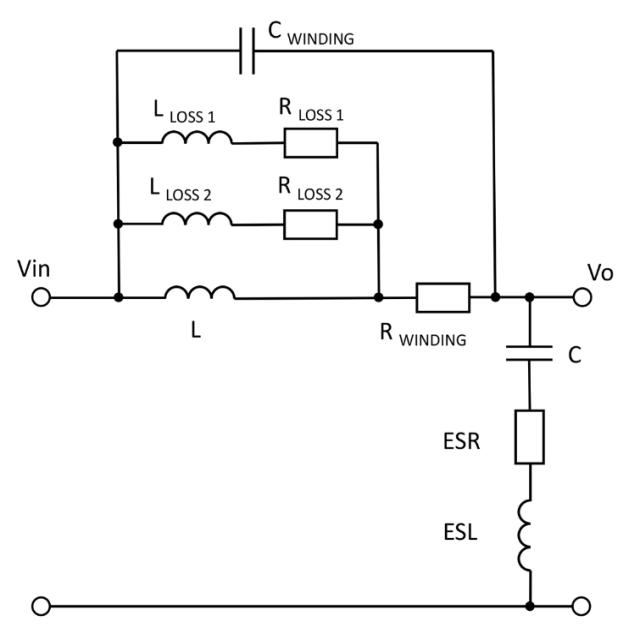 C WINDING
L LOSS 1
R LOSS 1
L LOSS 2
R LOSS 2
Vin
Vo
L
R WINDING
C
ESR
ESL